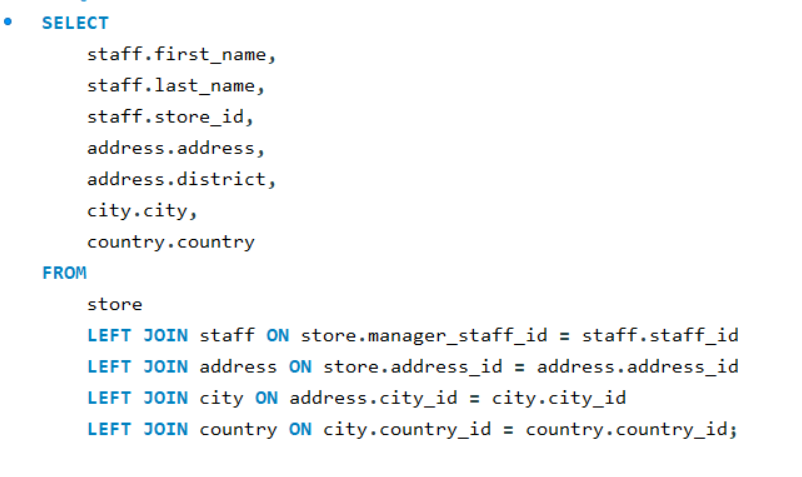 SELECT
staff.first_name,
staff.last_name,
staff.store_id,
address.address,
address.district,
city.city,
country.country
FROM
store
LEFT JOIN staff ON store.manager_staff_id = staff.staff_id
LEFT JOIN address ON store.address_id = address.address_id
LEFT JOIN city ON address.city_id = city.city_id
LEFT JOIN country ON city.country_id = country.country_id;